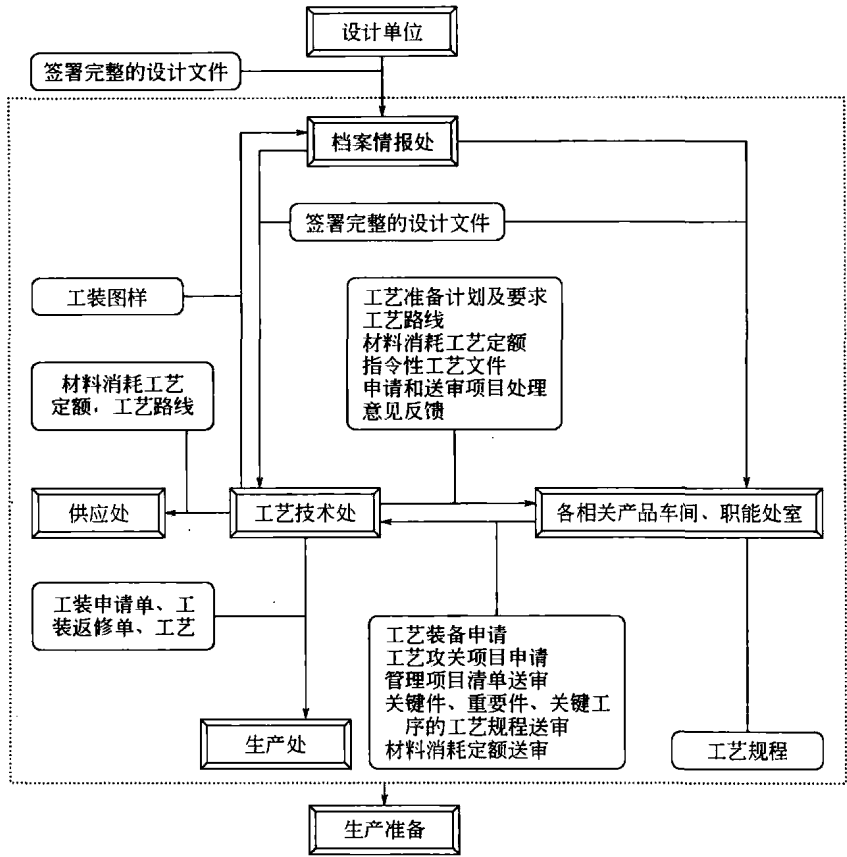 设计单位
签署完整的设计文件
档案情报处
签署完整的设计文件
工装图样
工艺准备计划及要求
工艺路线
材料消耗工艺定额
指令性工艺文件
申请和送审项目处理
意见反馈
材料消耗工艺
定额,工艺路线
供应处
工艺技术处
各相关产品车间、职能处室
工装申请单、工
装返修单、工艺
工艺装备申请
工艺攻关项目申请
管理项目清单送审
关键件、重要件、关键工
序的工艺规程送审
材料消耗定额送审
生产处
工艺规程
生产准备